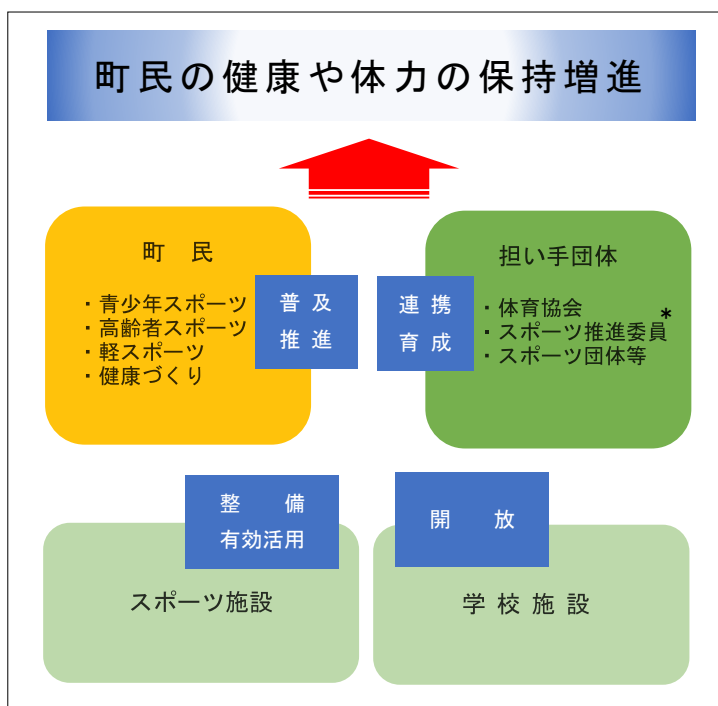 町民の健康や体力の保持増進
町　民
・青少年スポーツ
・高齢者スポーツ
・軽スポーツ
・健康づくり
普 及
推 進
連 携
育 成
担い手団体
・体育協会
・スポーツ推進委員*
・スポーツ団体等
整　備
有効活用
スポーツ施設
開　放
学 校 施 設